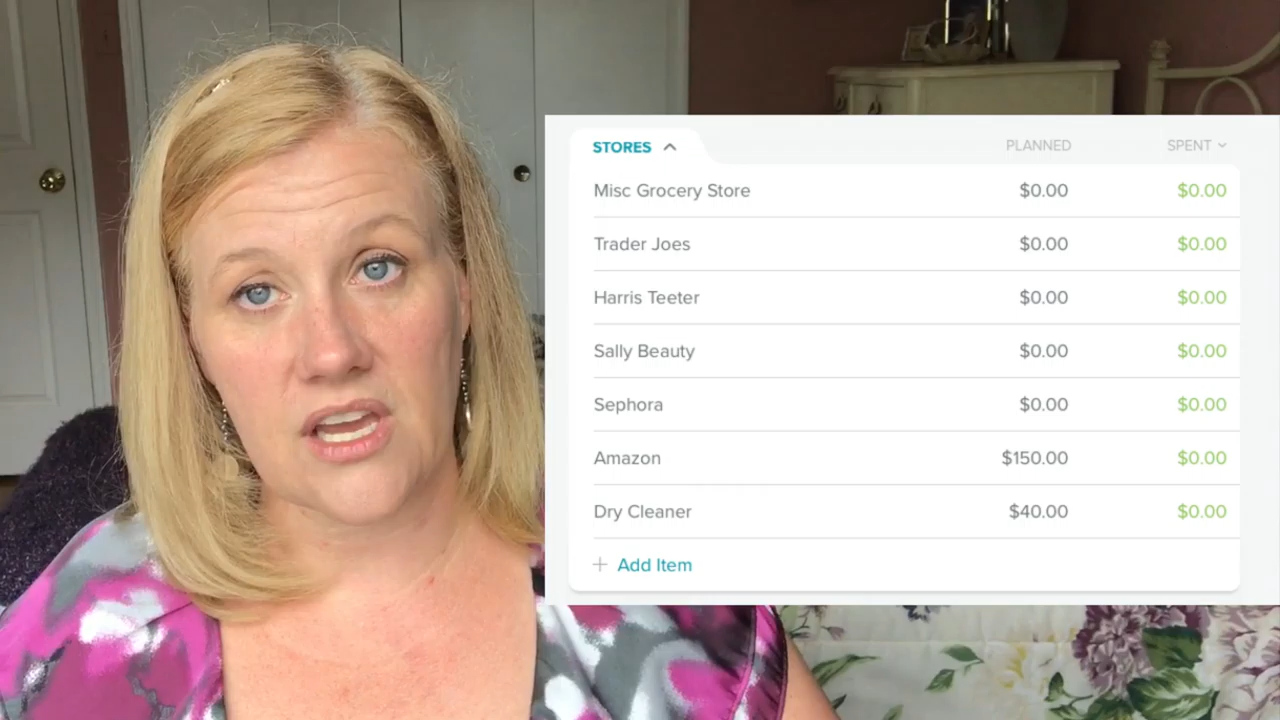 STORES PLANNED SPENT
Misc Grocery Store $0.00 $0.00
Trader Joes $0.00 $0.00
Harris Teeter $0.00 $0.00
Sally Beauty $0.00 $0.00
Sephora $0.00 $0.00
Amazon $150.00 $0.00
Dry Cleaner $40.00 $0.00
+ Add Item